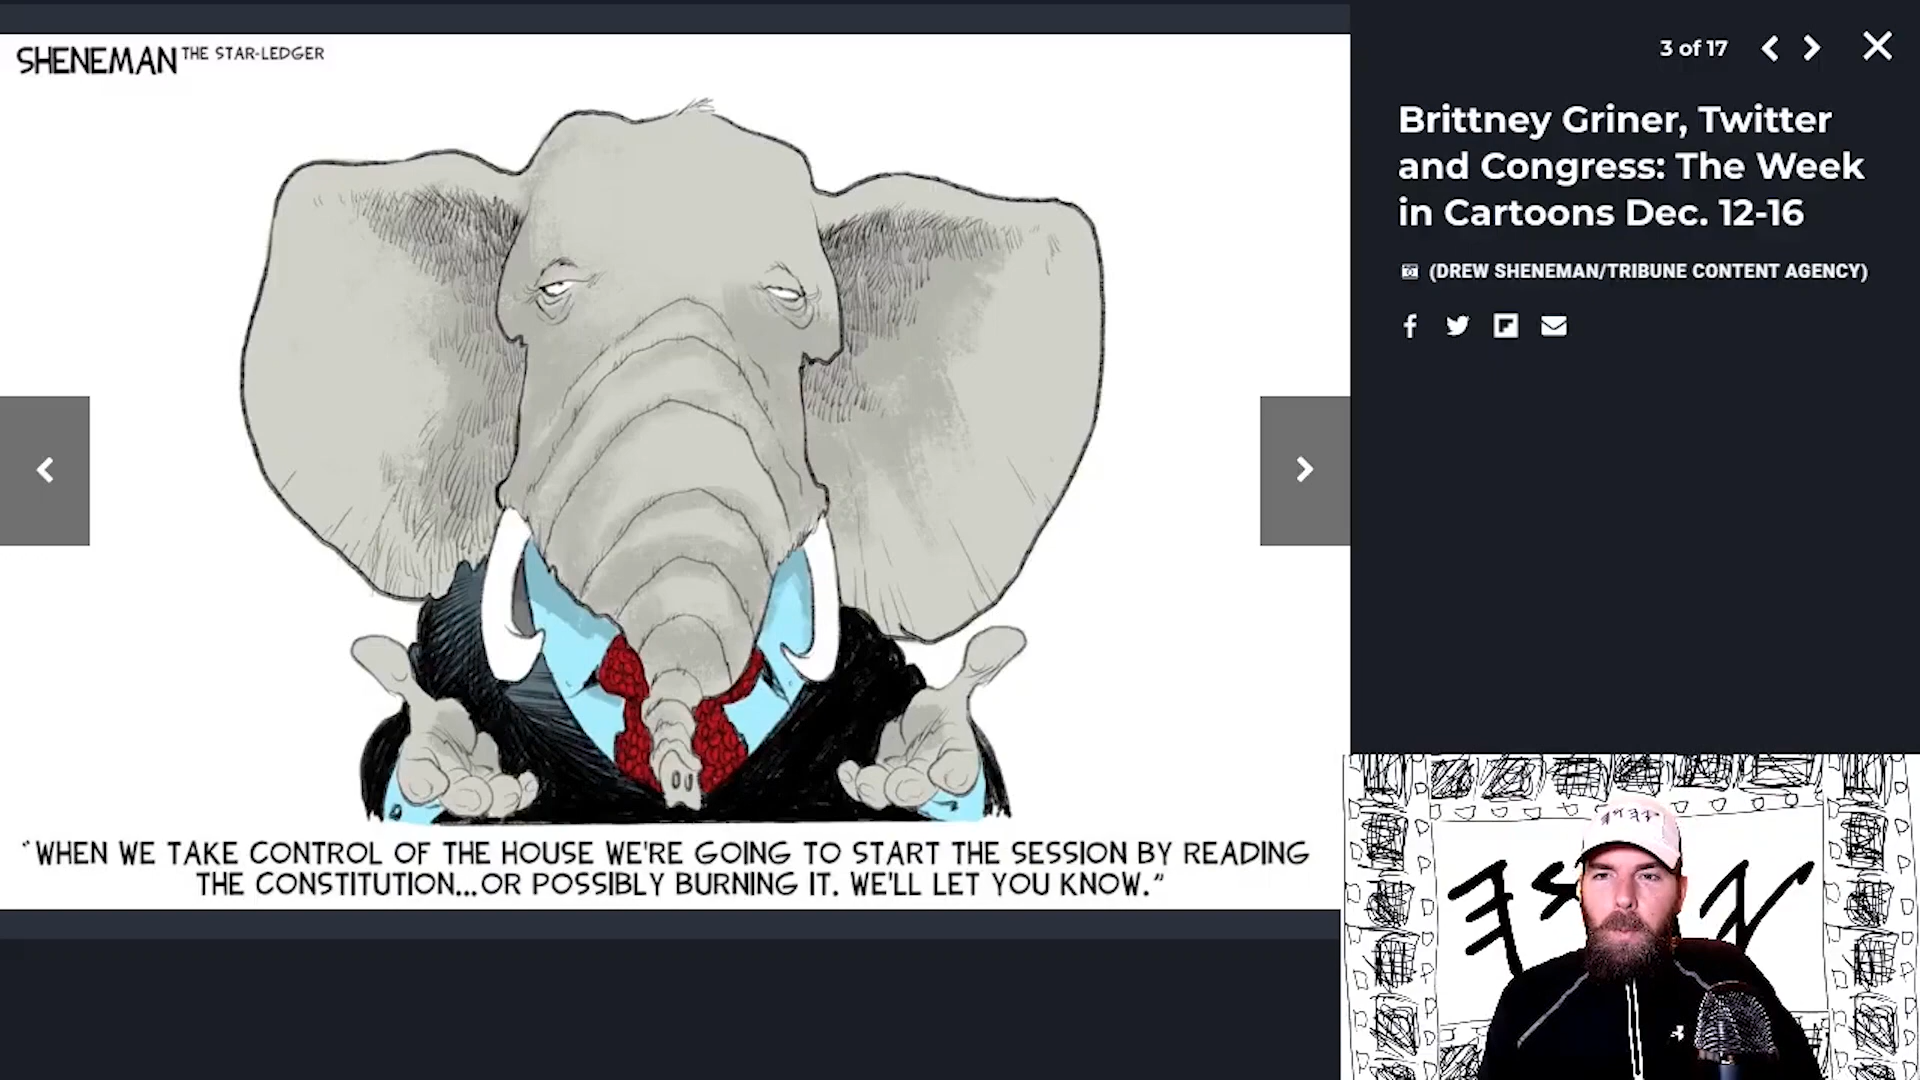 SHENEMAN THE STAR-LEDGER
"WHEN WE TAKE CONTROL OF THE HOUSE WE'RE GOING TO START THE SESSION BY READING
THE CONSTITUTION...OR POSSIBLY BURNING IT. WE'LL LET YOU KNOW."
3 of 17
Brittney Griner, Twitter
and Congress: The Week
in Cartoons Dec. 12-16
(DREW SHENEMAN/TRIBUNE CONTENT AGENCY)